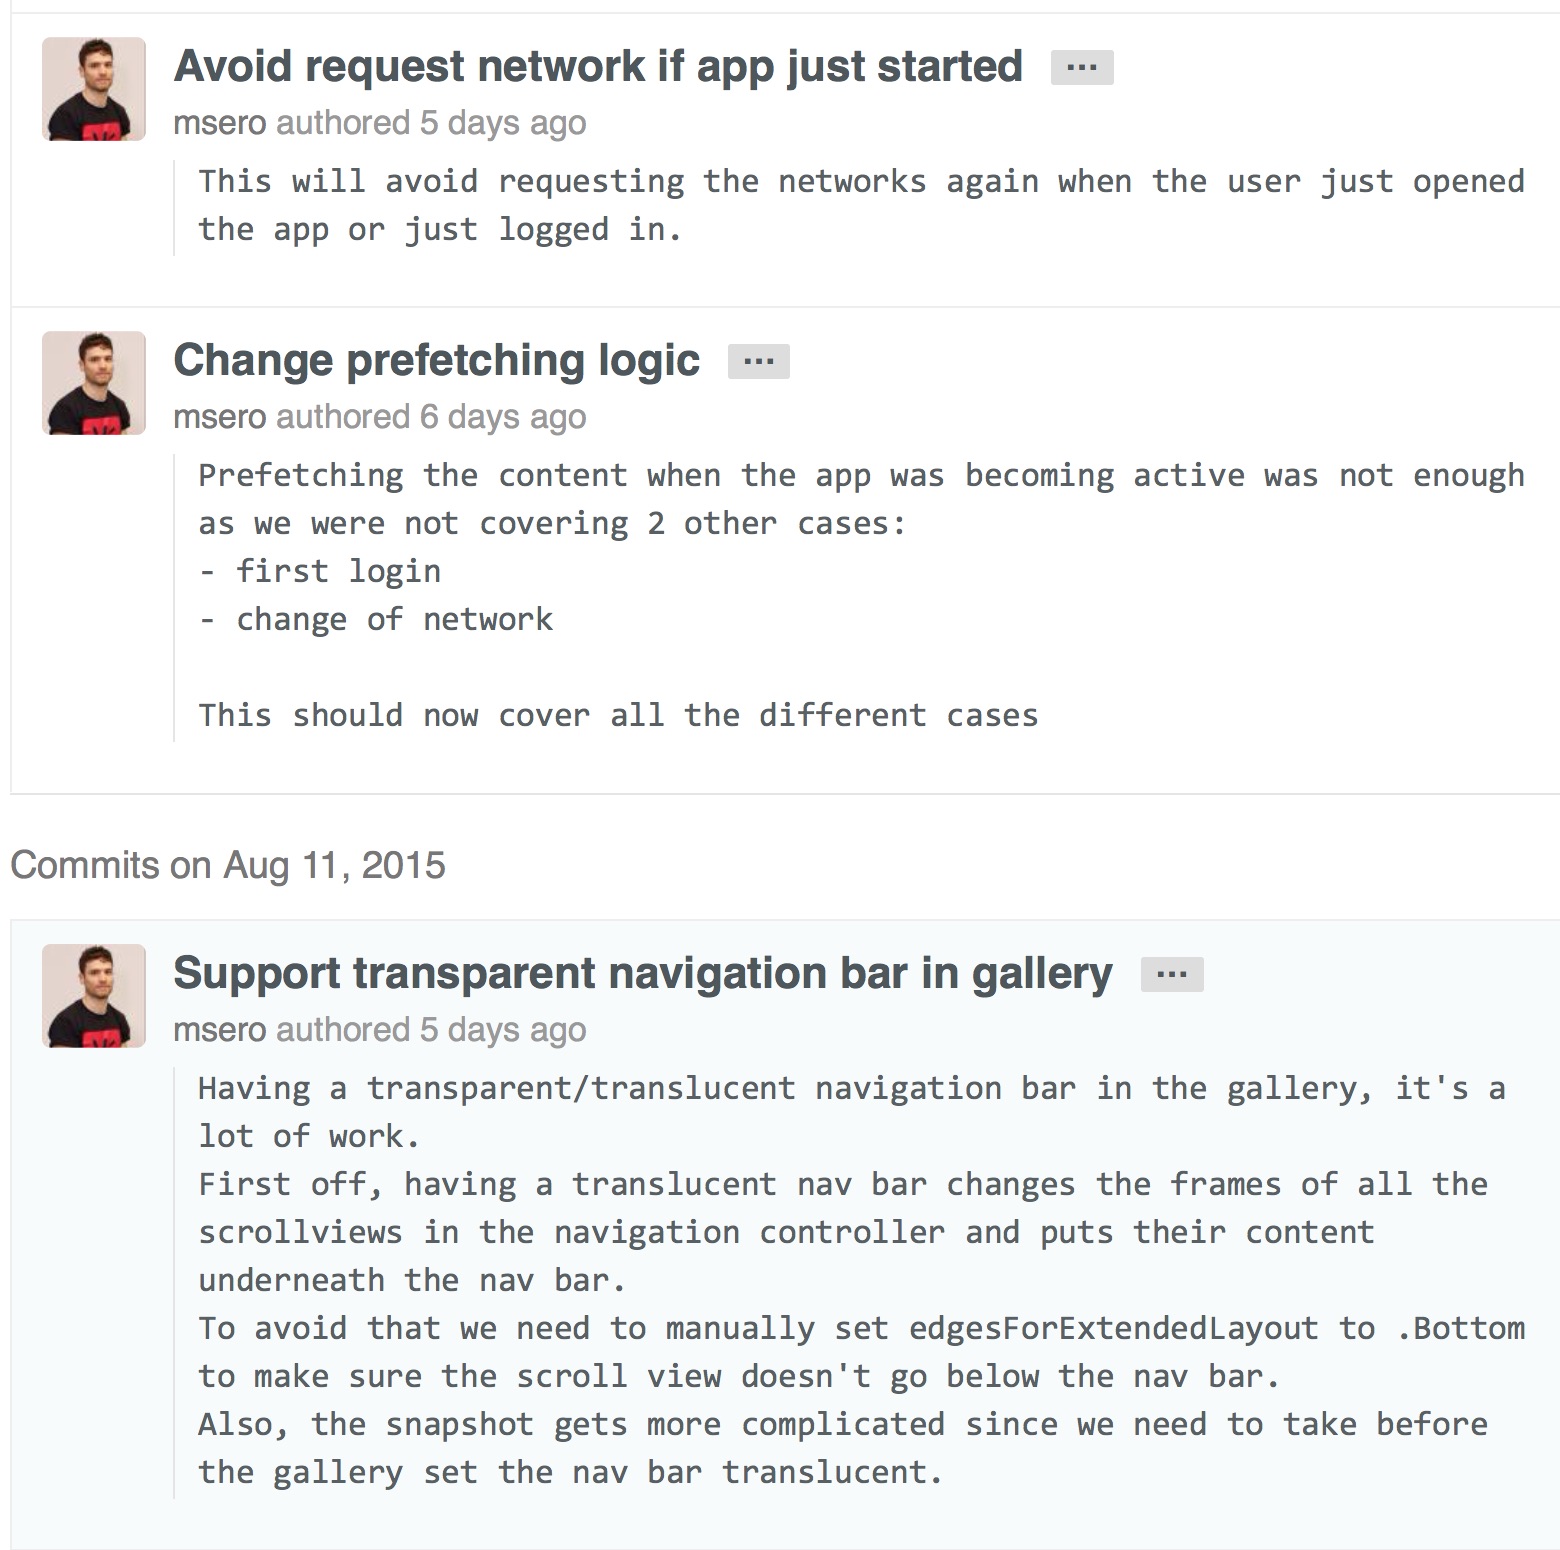 Avoid request network if app just started ...
msero authored 5 days ago
This will avoid requesting the networks again when the user just opened
the app or just logged in.
Change prefetching logic ...
msero authored 6 days ago
Prefetching the content when the app was becoming active was not enough
as we were not covering 2 other cases:
- first login
- change of network
This should now cover all the different cases
Commits on Aug 11, 2015
Support transparent navigation bar in gallery ...
msero authored 5 days ago
Having a transparent/translucent navigation bar in the gallery, it's a
lot of work.
First off, having a translucent nav bar changes the frames of all the
scrollviews in the navigation controller and puts their content
underneath the nav bar.
To avoid that we need to manually set edgesForExtendedLayout to .Bottom
to make sure the scroll view doesn't go below the nav bar.
Also, the snapshot gets more complicated since we need to take before
the gallery set the nav bar translucent.